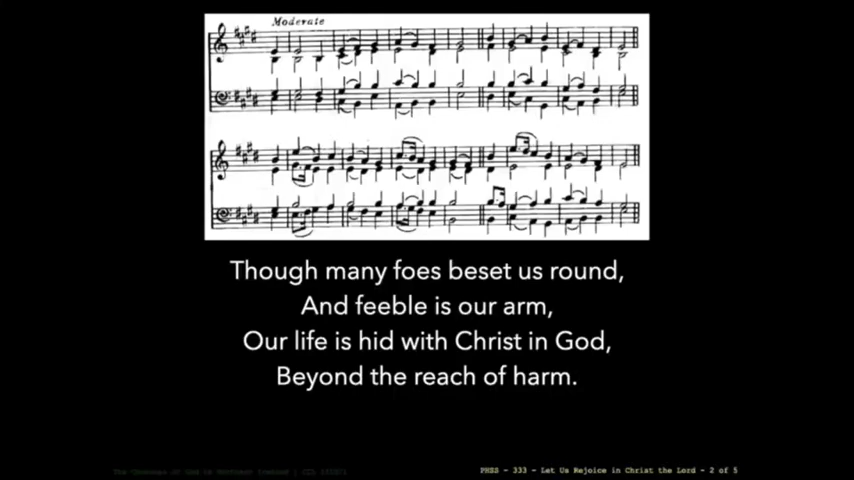 Moderate
Though many foes beset us round,
And feeble is our arm,
Our life is hid with Christ in God,
Beyond the reach of harm.
PHSS - 333 - Let Us Rejoice in Christ the Lord - 2 of 5